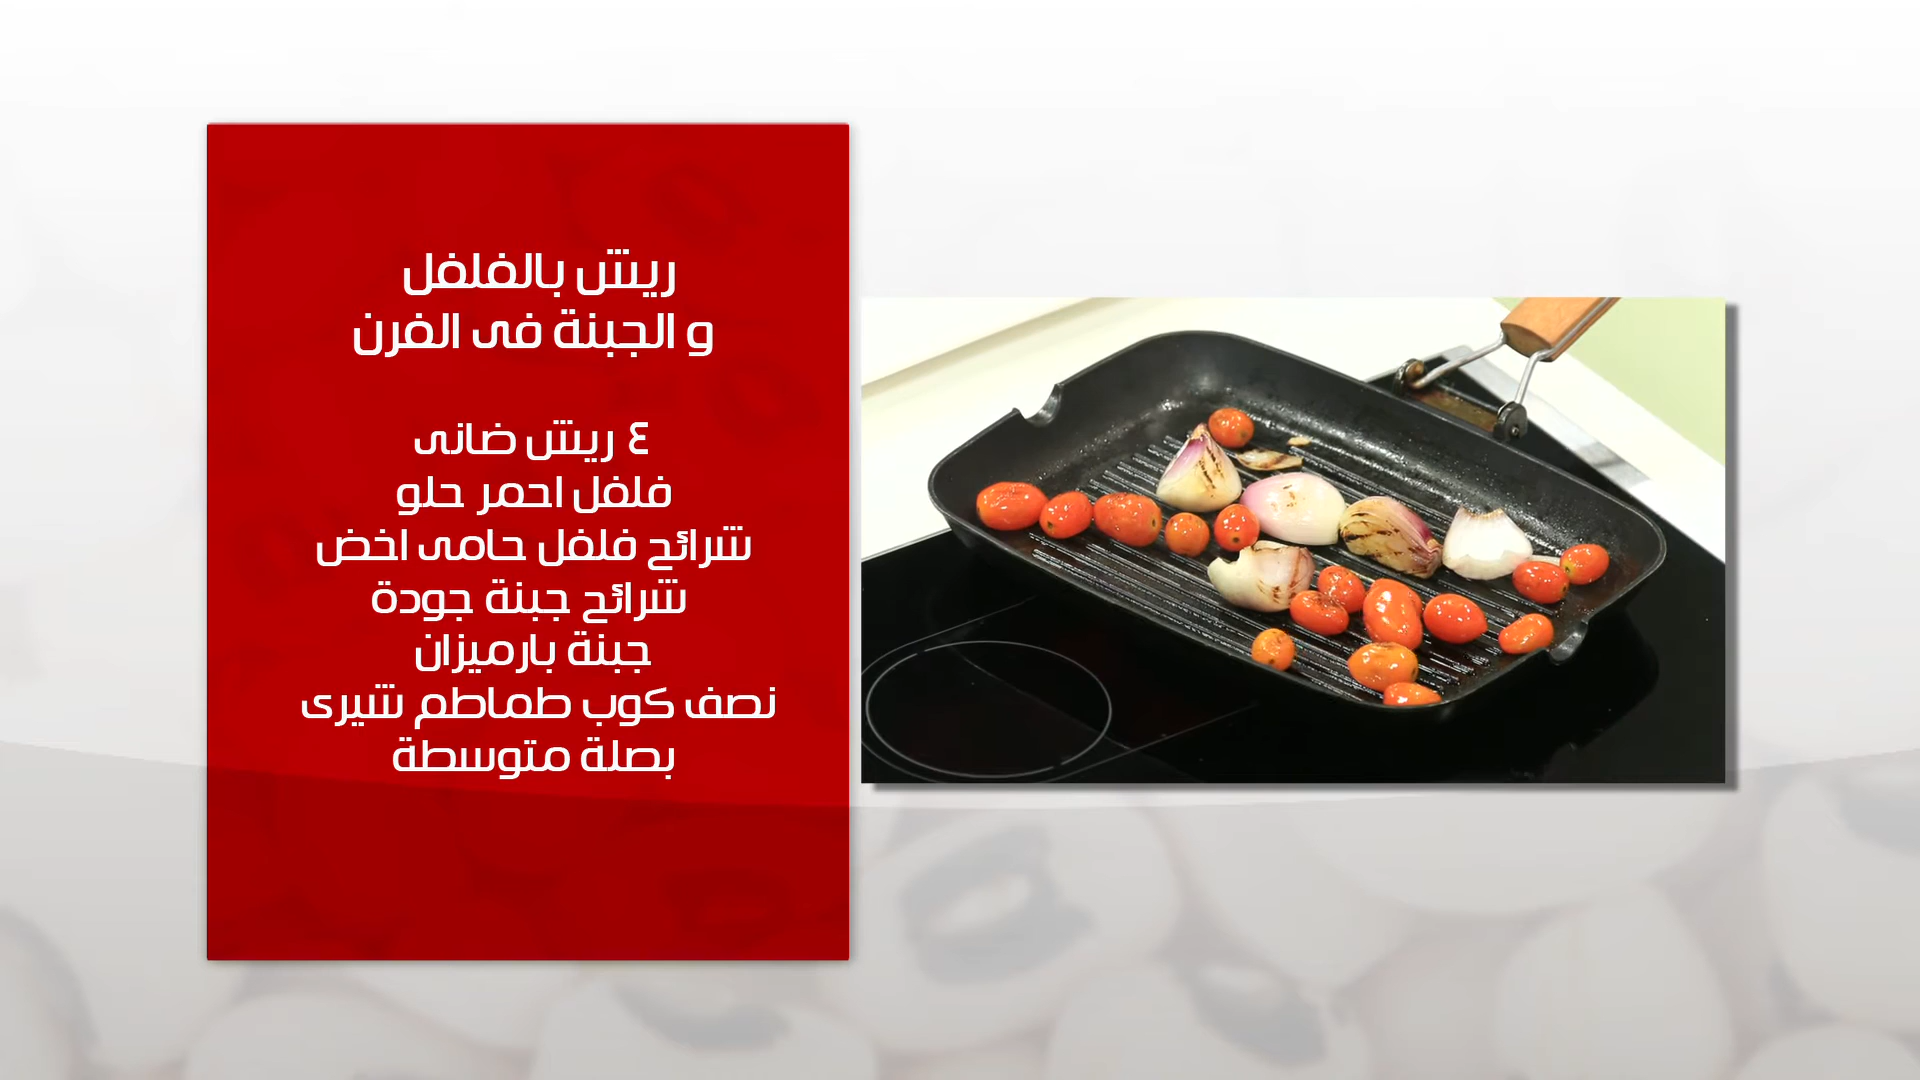 ريش بالفلفل
و الجبنة فى الفرن
٤ ريش ضانى
فلفل احمر حلو
شرائح فلفل حامى اخض
شرائح جبنة جودة
جبنة بارميزان
نصف كوب طماطم شيرى
بصلة متوسطة